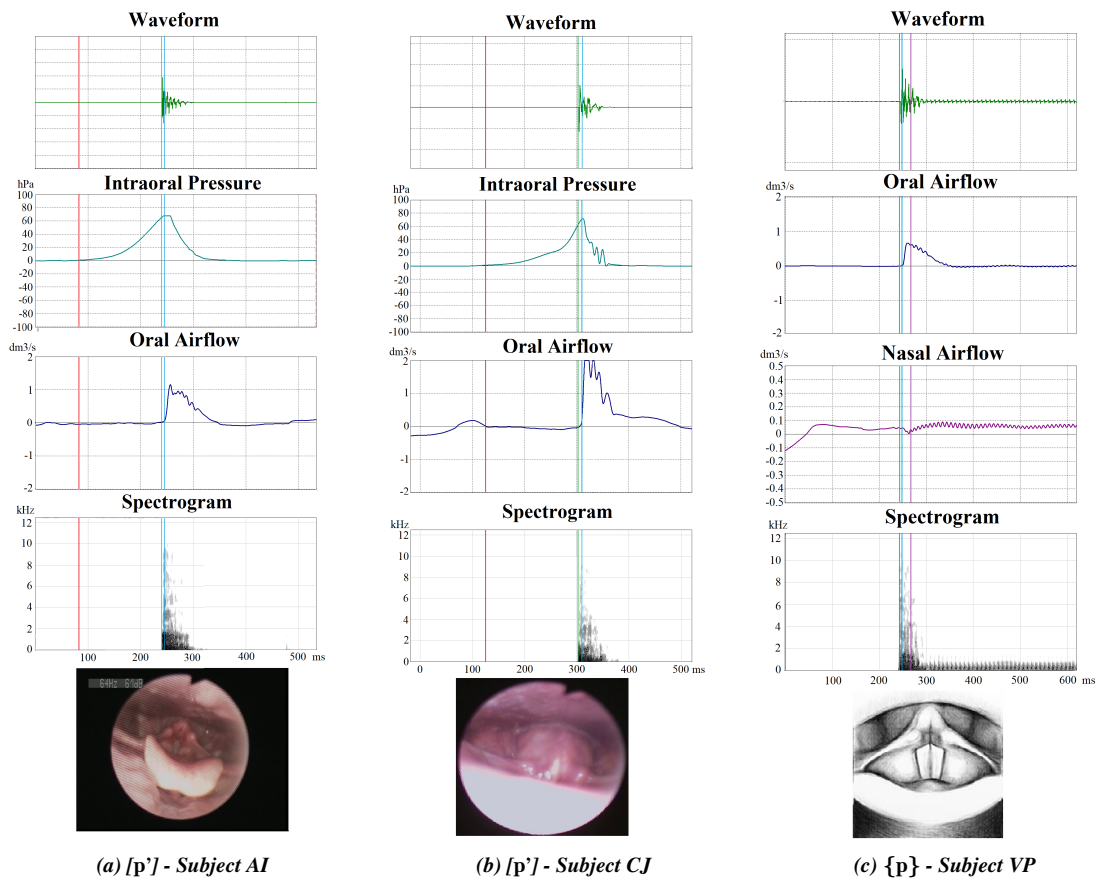 Waveform
Intraoral Pressure
hPa
100
80
60
40
20
0
-20
-40
-60
-80
-100
Oral Airflow
dm3/s
2
1
0
-1
-2
Spectrogram
kHz
12
10
8
6
4
2
0
100 200 300 400 500 ms
64Hz 67dB
(a) [p’] - Subject AI
Waveform
Intraoral Pressure
hPa
100
80
60
40
20
0
-20
-40
-60
-80
-100
Oral Airflow
dm3/s
2
1
0
-1
-2
Spectrogram
kHz
12
10
8
6
4
2
0
0 100 200 300 400 500 ms
(b) [p’] - Subject CJ
Waveform
Oral Airflow
dm3/s
2
1
0
-1
-2
Nasal Airflow
dm3/s
0.5
0.4
0.3
0.2
0.1
0
-0.1
-0.2
-0.3
-0.4
-0.5
Spectrogram
kHz
12
10
8
6
4
2
0
100 200 300 400 500 600 ms
(c) {p} - Subject VP